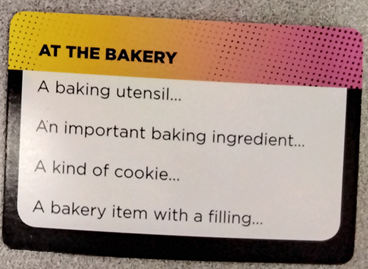 AT THE BAKERY
A baking utensil...
An important baking ingredient...
A kind of cookie...
A bakery item with a filling...